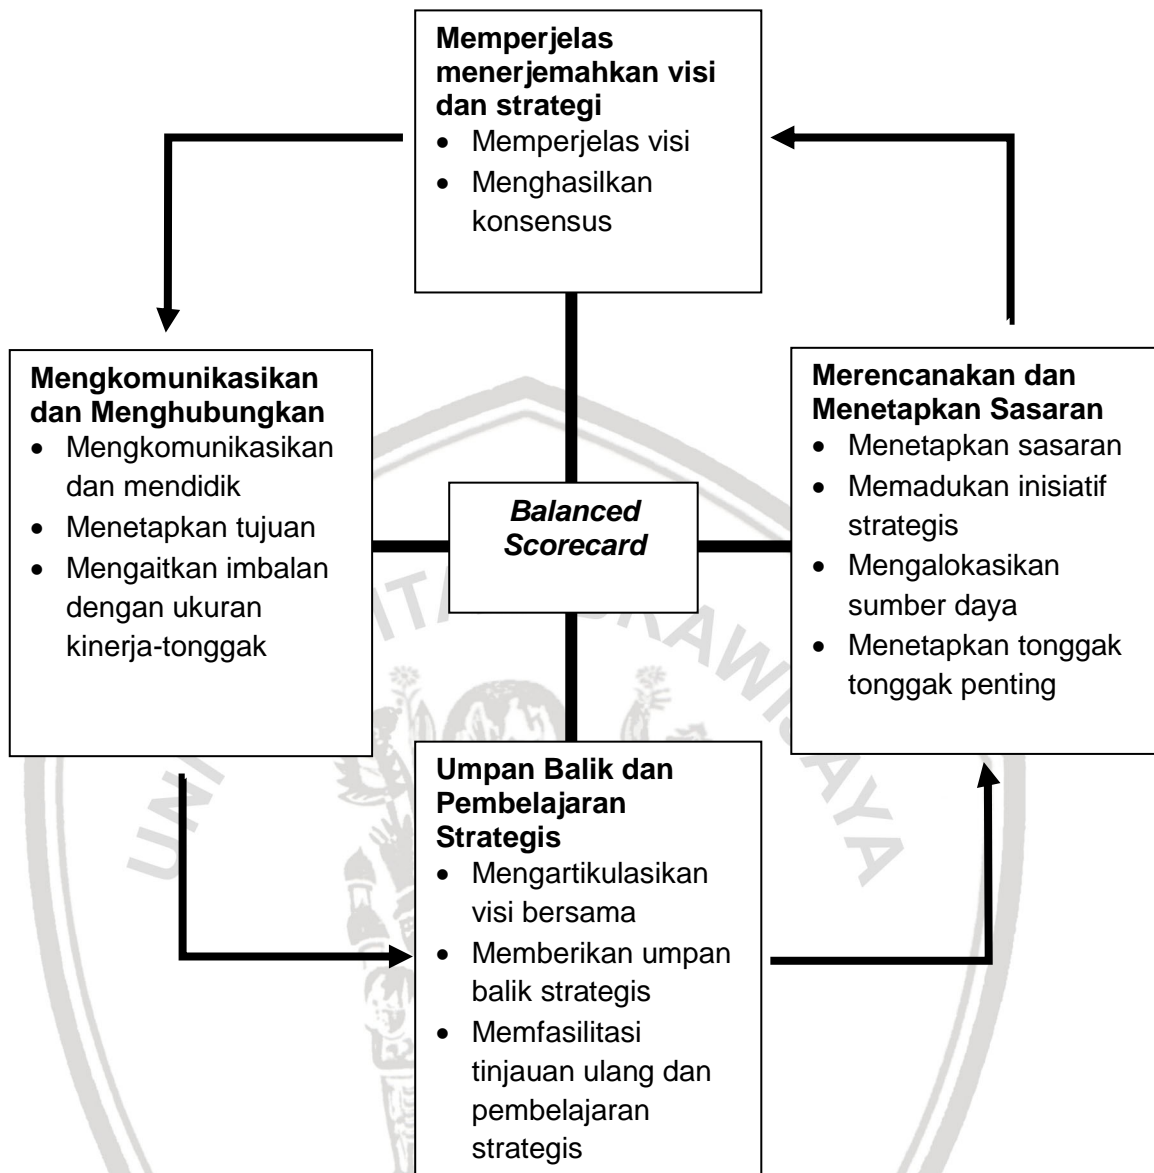 Memperjelas
menerjemahkan visi
dan strategi
• Memperjelas visi
• Menghasilkan
konsensus
Mengkomunikasikan
dan Menghubungkan
• Mengkomunikasikan
dan mendidik
• Menetapkan tujuan
• Mengaitkan imbalan
dengan ukuran
kinerja-tonggak
Balanced
Scorecard
Merencanakan dan
Menetapkan Sasaran
• Menetapkan sasaran
• Memadukan inisiatif
strategis
• Mengalokasikan
sumber daya
• Menetapkan tonggak
tonggak penting
Umpan Balik dan
Pembelajaran
Strategis
• Mengartikulasikan
visi bersama
• Memberikan umpan
balik strategis
• Memfasilitasi
tinjauan ulang dan
pembelajaran
strategis